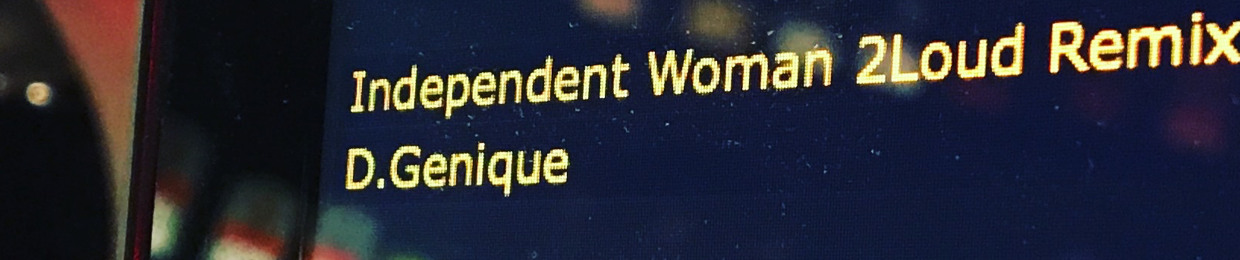 Independent Woman 2Loud Remix
D.Genique